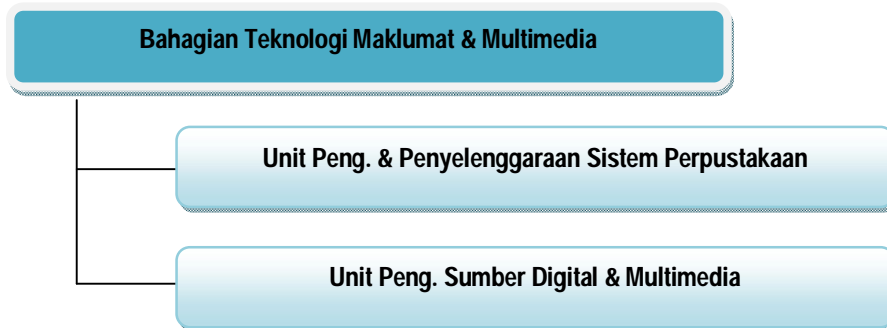 Bahagian Teknologi Maklumat & Multimedia
Unit Peng. & Penyelenggaraan Sistem Perpustakaan
Unit Peng. Sumber Digital & Multimedia